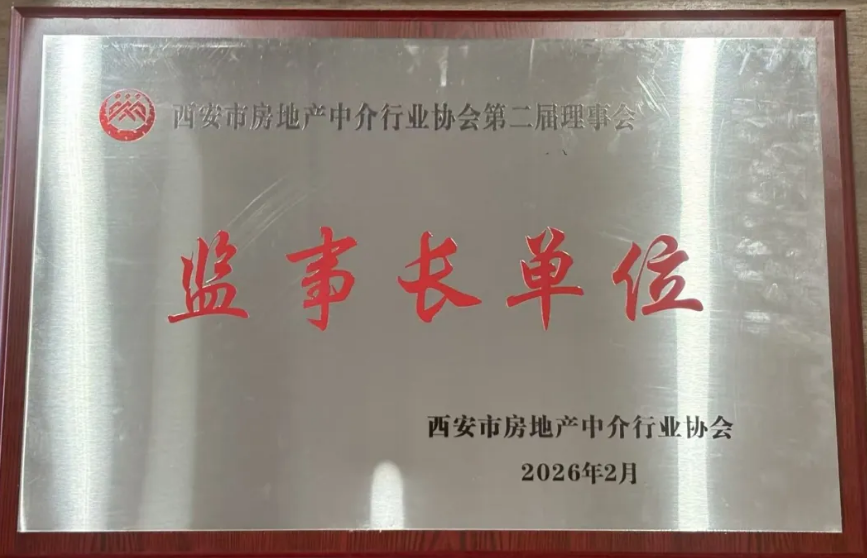 西安市房地产中介行业协会第二届理事会
监事长单位
西安市房地产中介行业协会
2026年2月